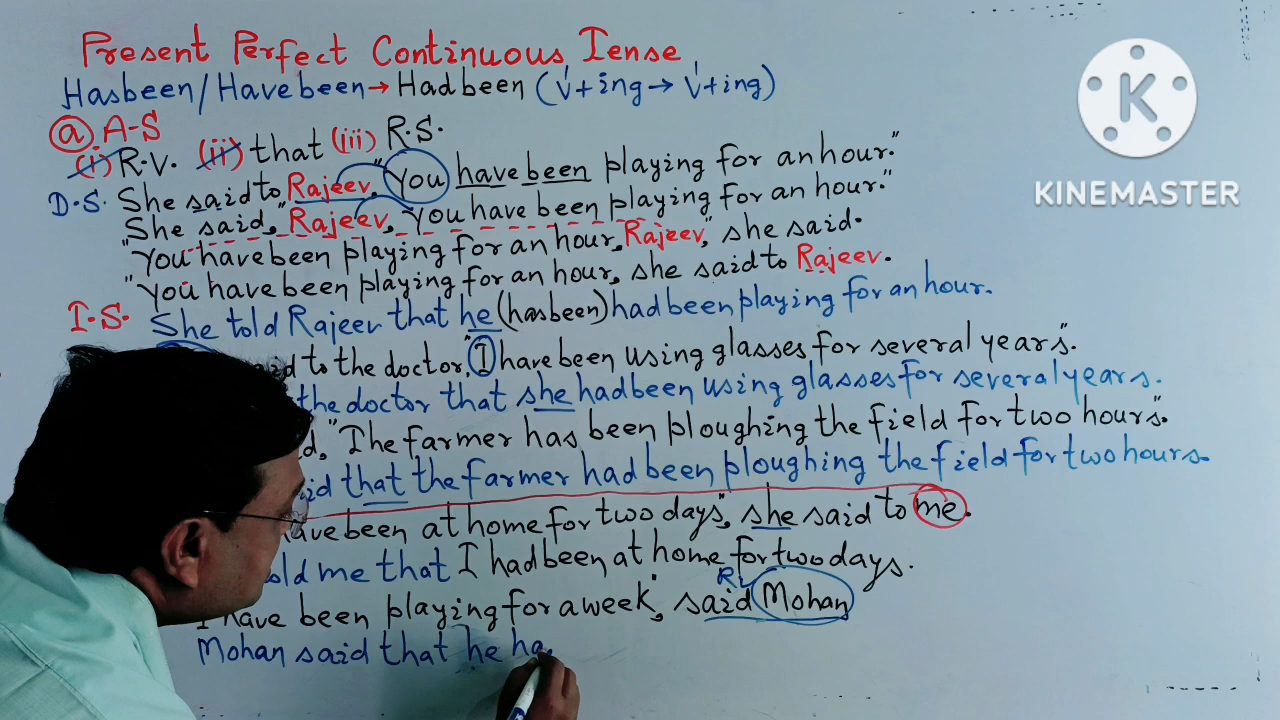 Present Perfect Continuous Tense
Hasbeen/Have been → Had been (V¹+ing → V¹+ing)
(a) A-S
(i) R.V. (ii) that (iii) R.S.
D.S. She said to Rajeev, "You have been playing for an hour."
She said, "Rajeev, you have been playing for an hour."
"You have been playing for an hour, Rajeev", she said.
"You have been playing for an hour, she said to Rajeev.
I.S. She told Rajeev that he (has been) had been playing for an hour.
to the doctor, "I have been using glasses for several years".
the doctor that she had been using glasses for several years.
"The farmer has been ploughing the field for two hours".
that the farmer had been ploughing the field for two hours.
have been at home for two days", she said to me.
me that I had been at home for two days.
I have been playing for a week", said Mohan
Mohan said that he ha
K
KINEMASTER